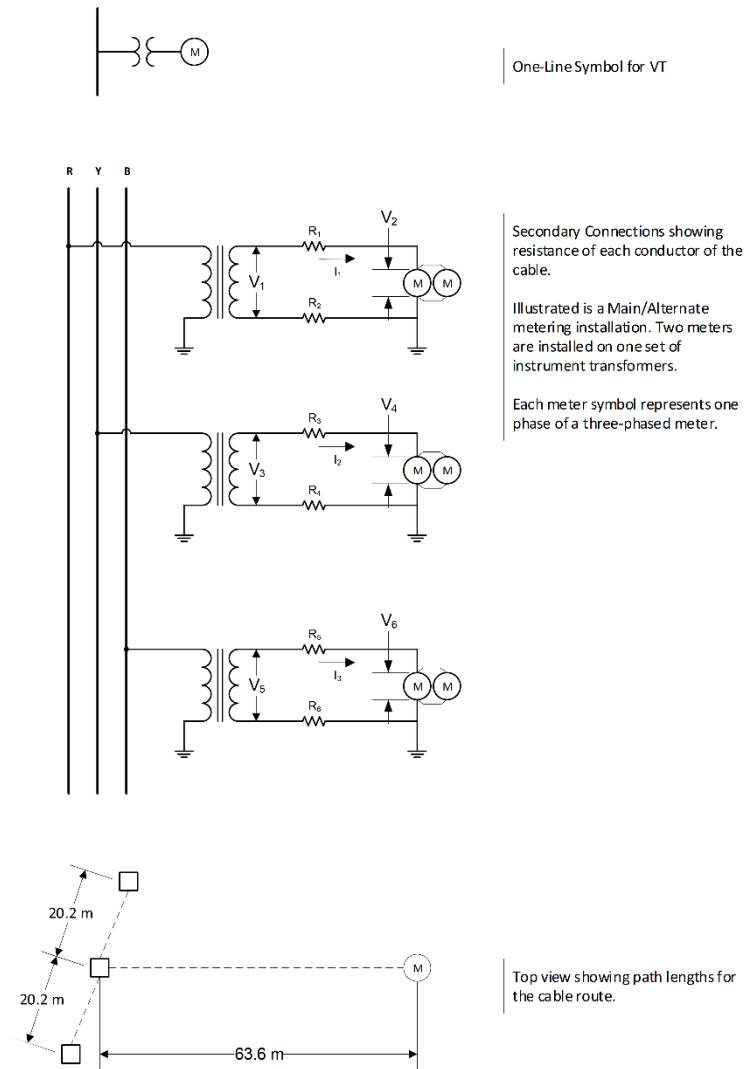 M
One-Line Symbol for VT
R Y B
R₁
V₂
Secondary Connections showing
resistance of each conductor of the
cable.
V₁
I₁
M M
R₂
Illustrated is a Main/Alternate
metering installation. Two meters
are installed on one set of
instrument transformers.
Each meter symbol represents one
phase of a three-phased meter.
R₃
V₄
V₃
I₂
M M
R₄
R₅
V₆
V₅
I₃
M M
R₆
20.2 m
20.2 m
M
Top view showing path lengths for
the cable route.
63.6 m